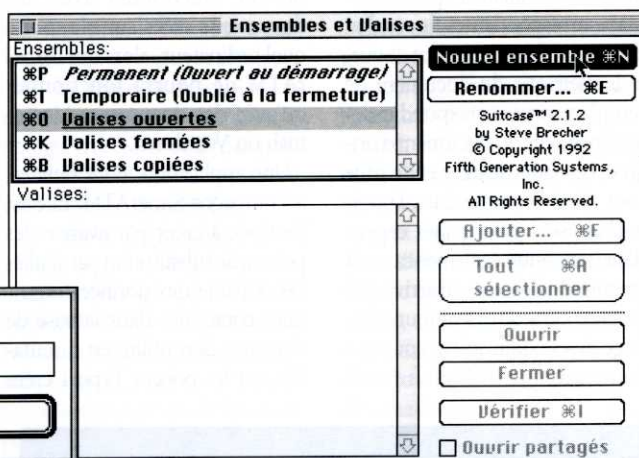 Ensembles et Valises
Ensembles:
⌘P Permanent (Ouvert au démarrage)
⌘T Temporaire (Oublié à la fermeture)
⌘O Valises ouvertes
⌘K Valises fermées
⌘B Valises copiées
Valises:
Nouvel ensemble ⌘N
Renommer... ⌘E
Suitcase™ 2.1.2
by Steve Brecher
© Copyright 1992
Fifth Generation Systems,
Inc.
All Rights Reserved.
Ajouter... ⌘F
Tout ⌘A
sélectionner
Ouvrir
Fermer
Vérifier ⌘I
Ouvrir partagés